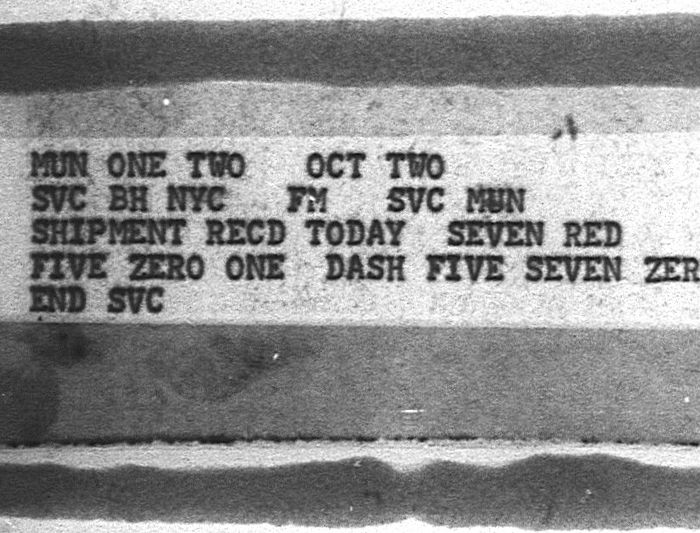 MUN ONE TWO OCT TWO
SVC BH NYC FM SVC MUN
SHIPMENT RECD TODAY SEVEN RED
FIVE ZERO ONE DASH FIVE SEVEN ZER
END SVC